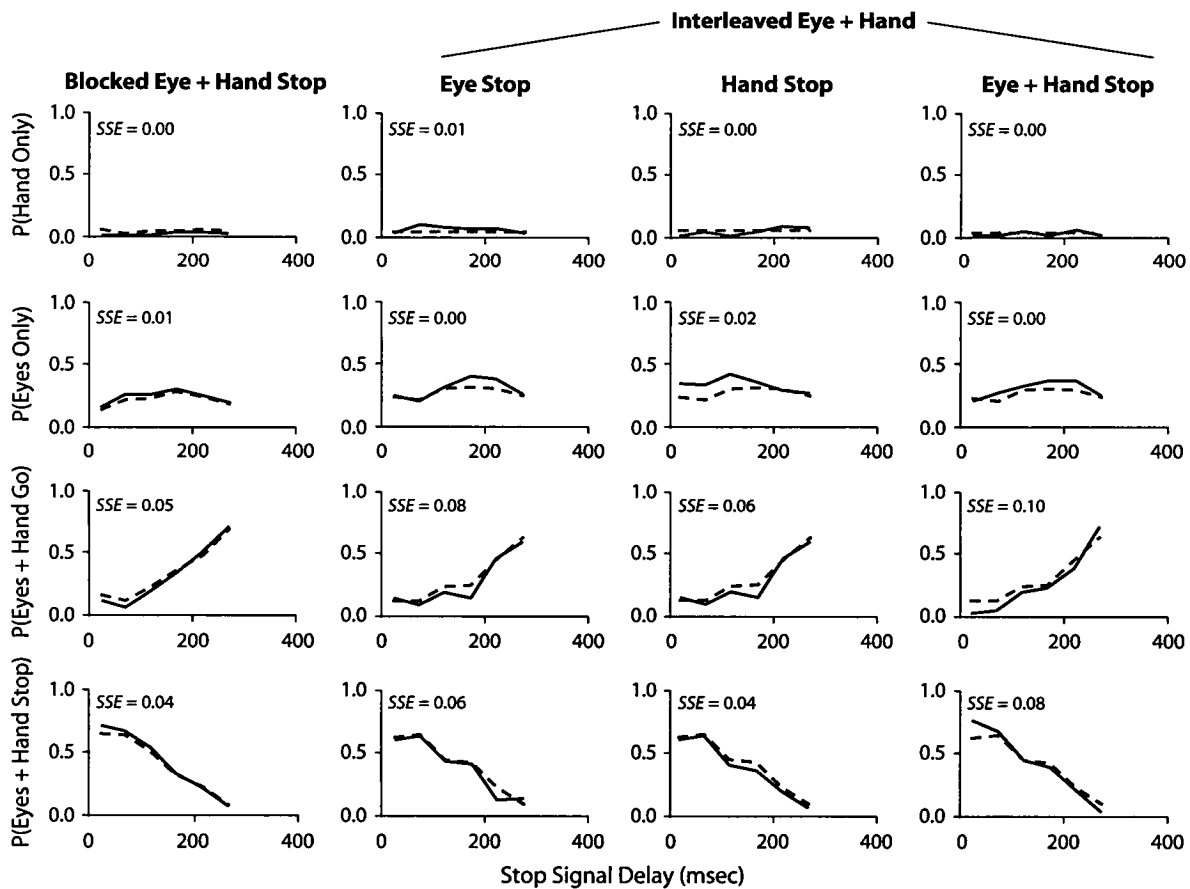 Interleaved Eye + Hand
Blocked Eye + Hand Stop
Eye Stop
Hand Stop
Eye + Hand Stop
P(Hand Only)
1.0
0.5
0.0
SSE = 0.00
0 200 400
1.0
0.5
0.0
SSE = 0.01
0 200 400
1.0
0.5
0.0
SSE = 0.00
0 200 400
1.0
0.5
0.0
SSE = 0.00
0 200 400
P(Eyes Only)
1.0
0.5
0.0
SSE = 0.01
0 200 400
1.0
0.5
0.0
SSE = 0.00
0 200 400
1.0
0.5
0.0
SSE = 0.02
0 200 400
1.0
0.5
0.0
SSE = 0.00
0 200 400
P(Eyes + Hand Go)
1.0
0.5
0.0
SSE = 0.05
0 200 400
1.0
0.5
0.0
SSE = 0.08
0 200 400
1.0
0.5
0.0
SSE = 0.06
0 200 400
1.0
0.5
0.0
SSE = 0.10
0 200 400
P(Eyes + Hand Stop)
1.0
0.5
0.0
SSE = 0.04
0 200 400
1.0
0.5
0.0
SSE = 0.06
0 200 400
1.0
0.5
0.0
SSE = 0.04
0 200 400
1.0
0.5
0.0
SSE = 0.08
0 200 400
Stop Signal Delay (msec)